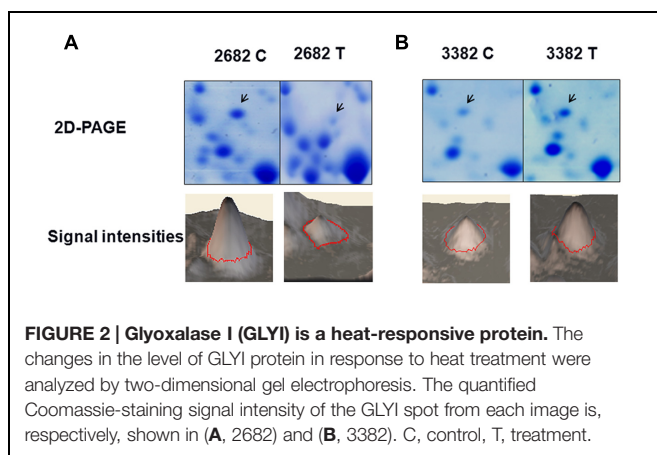 A
B
2682 C
2682 T
3382 C
3382 T
2D-PAGE
Signal intensities
FIGURE 2 | Glyoxalase I (GLYI) is a heat-responsive protein. The
changes in the level of GLYI protein in response to heat treatment were
analyzed by two-dimensional gel electrophoresis. The quantified
Coomassie-staining signal intensity of the GLYI spot from each image is,
respectively, shown in (A, 2682) and (B, 3382). C, control, T, treatment.